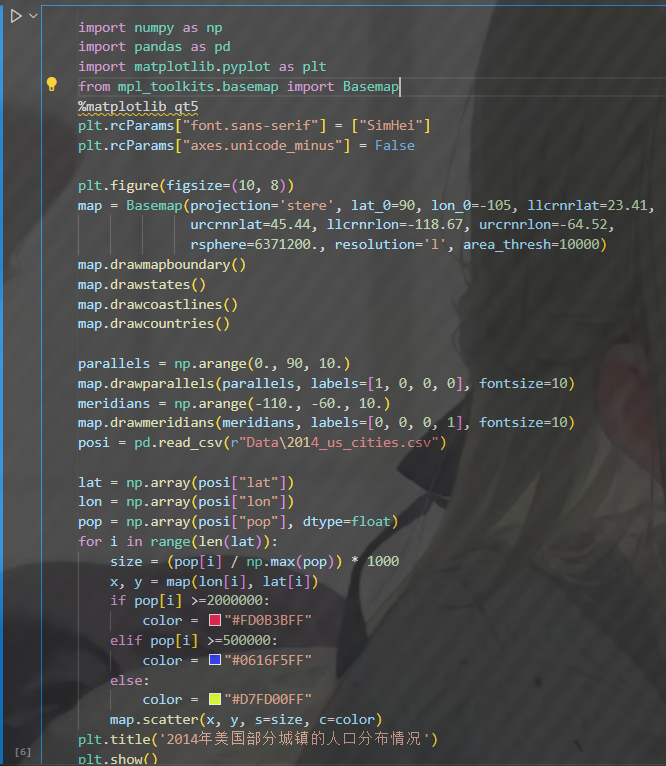 import numpy as np
import pandas as pd
import matplotlib.pyplot as plt
from mpl_toolkits.basemap import Basemap
%matplotlib qt5
plt.rcParams["font.sans-serif"] = ["SimHei"]
plt.rcParams["axes.unicode_minus"] = False

plt.figure(figsize=(10, 8))
map = Basemap(projection='stere', lat_0=90, lon_0=-105, llcrnrlat=23.41,
              urcrnrlat=45.44, llcrnrlon=-118.67, urcrnrlon=-64.52,
              rsphere=6371200., resolution='l', area_thresh=10000)
map.drawmapboundary()
map.drawstates()
map.drawcoastlines()
map.drawcountries()

parallels = np.arange(0., 90, 10.)
map.drawparallels(parallels, labels=[1, 0, 0, 0], fontsize=10)
meridians = np.arange(-110., -60., 10.)
map.drawmeridians(meridians, labels=[0, 0, 0, 1], fontsize=10)
posi = pd.read_csv(r"Data\2014_us_cities.csv")

lat = np.array(posi["lat"])
lon = np.array(posi["lon"])
pop = np.array(posi["pop"], dtype=float)
for i in range(len(lat)):
    size = (pop[i] / np.max(pop)) * 1000
    x, y = map(lon[i], lat[i])
    if pop[i] >=2000000:
        color = "#FD0B3BFF"
    elif pop[i] >=500000:
        color = "#0616F5FF"
    else:
        color = "#D7FD00FF"
    map.scatter(x, y, s=size, c=color)
plt.title('2014年美国部分城镇的人口分布情况')
plt.show()
[6]